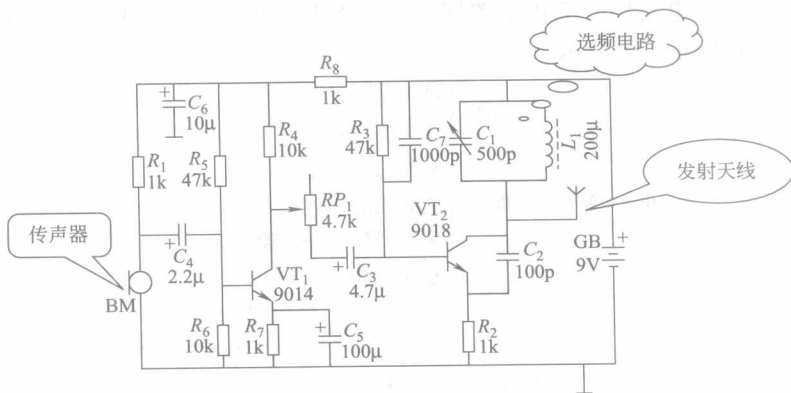 选频电路
R8
1k
C6
10μ
R4
10k
R3
47k
C7
1000p
C1
500p
L1
200μ
R1
1k
R5
47k
发射天线
RP1
4.7k
VT2
9018
传声器
C4
2.2μ
C3
4.7μ
C2
100p
GB
9V
VT1
9014
BM
R6
10k
R7
1k
C5
100μ
R2
1k